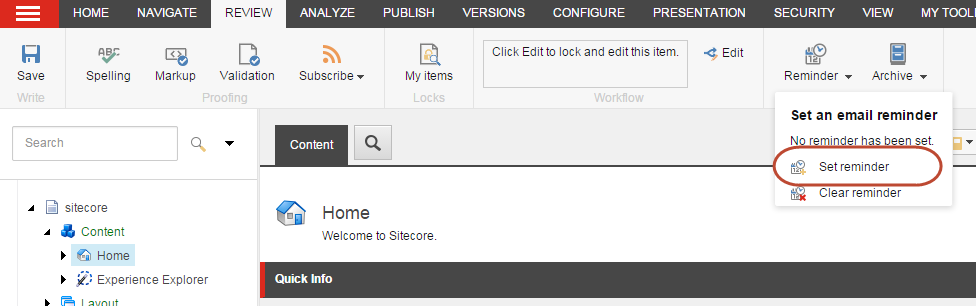 HOME NAVIGATE REVIEW ANALYZE PUBLISH VERSIONS CONFIGURE PRESENTATION SECURITY VIEW MY TOOL
Save
Write
Spelling Markup Validation Subscribe
Proofing
My items
Locks
Click Edit to lock and edit this item.
Edit
Workflow
Reminder Archive
Set an email reminder
No reminder has been set.
Set reminder
Clear reminder
Search
Content
sitecore
Content
Home
Experience Explorer
Layout
Home
Welcome to Sitecore.
Quick Info